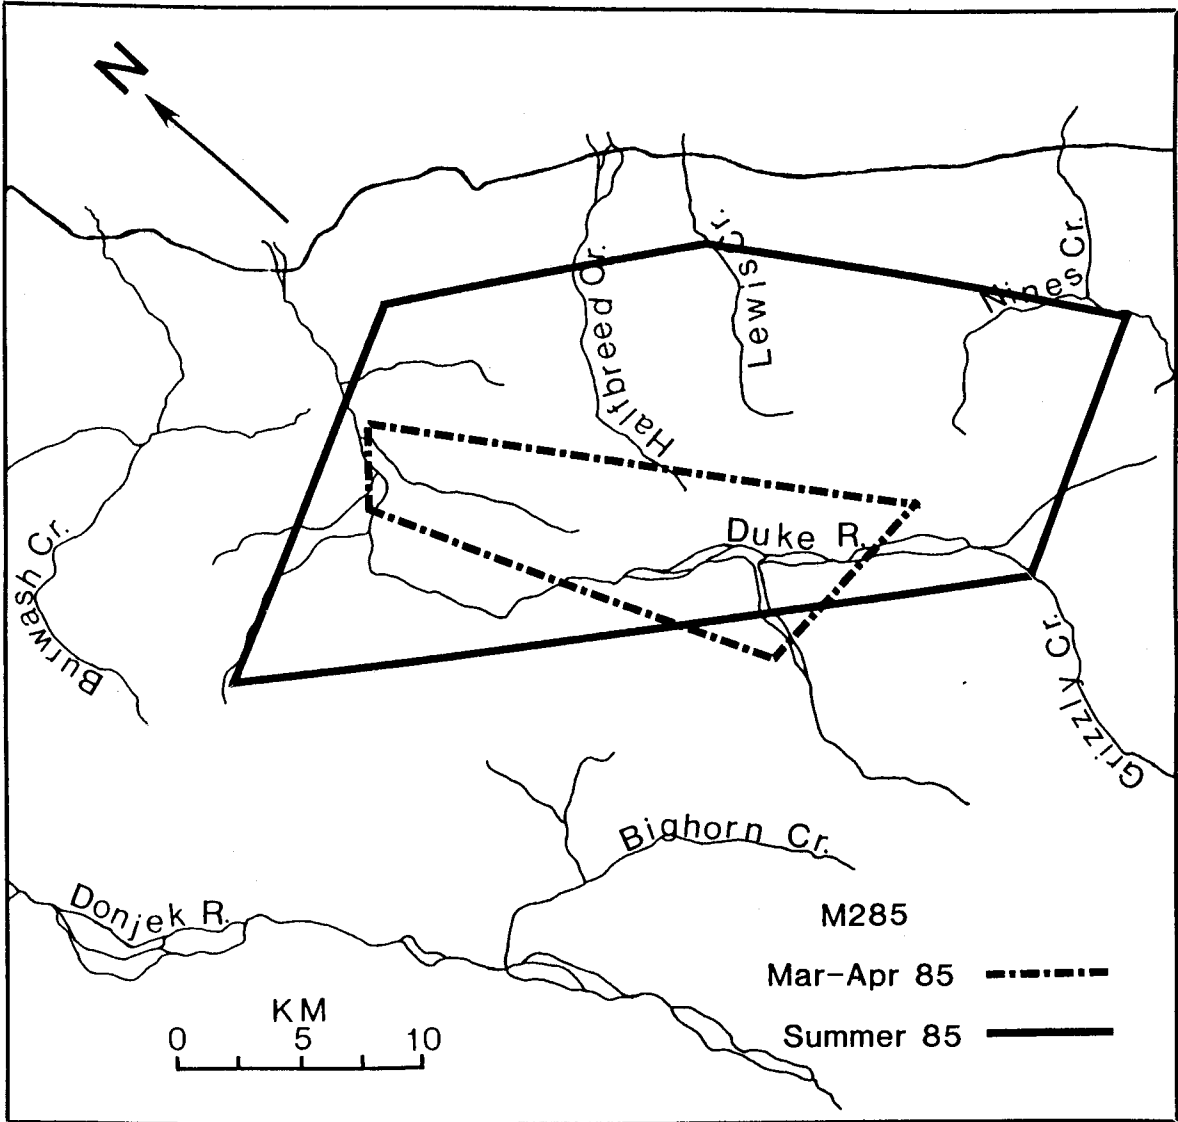 N
Halfbreed Cr.
Lewis Cr.
Nines Cr.
Duke R.
Burwash Cr.
Grizzly Cr.
Bighorn Cr.
Donjek R.
M285
Mar-Apr 85
Summer 85
KM
0 5 10